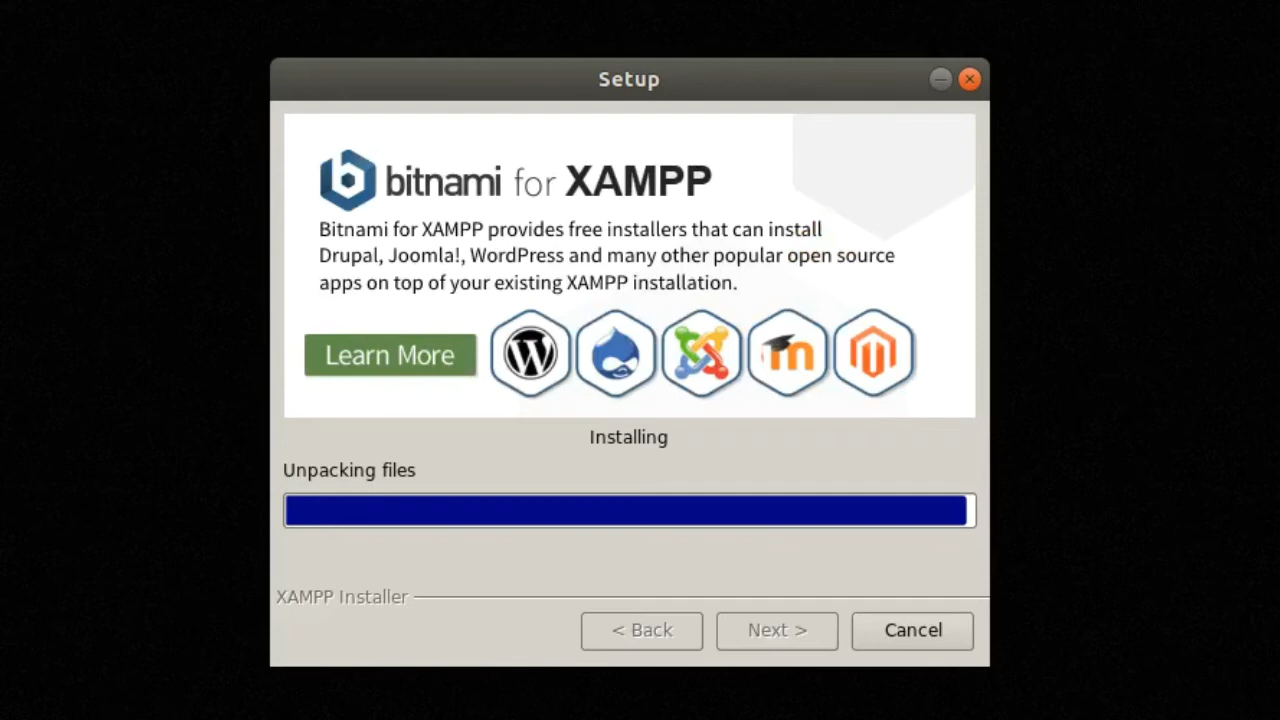 Setup
bitnami for XAMPP
Bitnami for XAMPP provides free installers that can install
Drupal, Joomla!, WordPress and many other popular open source
apps on top of your existing XAMPP installation.
Learn More
Installing
Unpacking files
XAMPP Installer
< Back Next > Cancel